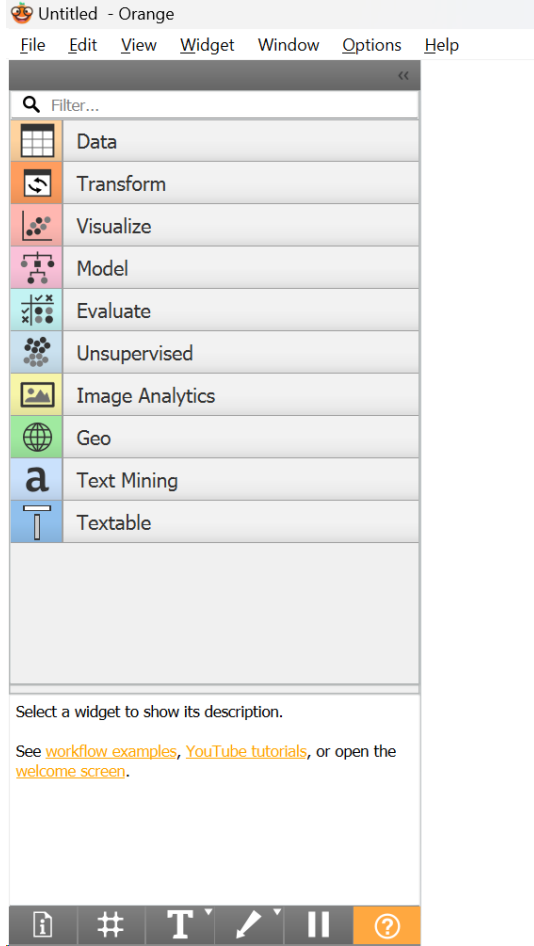 Untitled - Orange
File Edit View Widget Window Options Help
«
Filter...
Data
Transform
Visualize
Model
Evaluate
Unsupervised
Image Analytics
Geo
a Text Mining
Textable
Select a widget to show its description.
See workflow examples, YouTube tutorials, or open the
welcome screen.
i # T ?